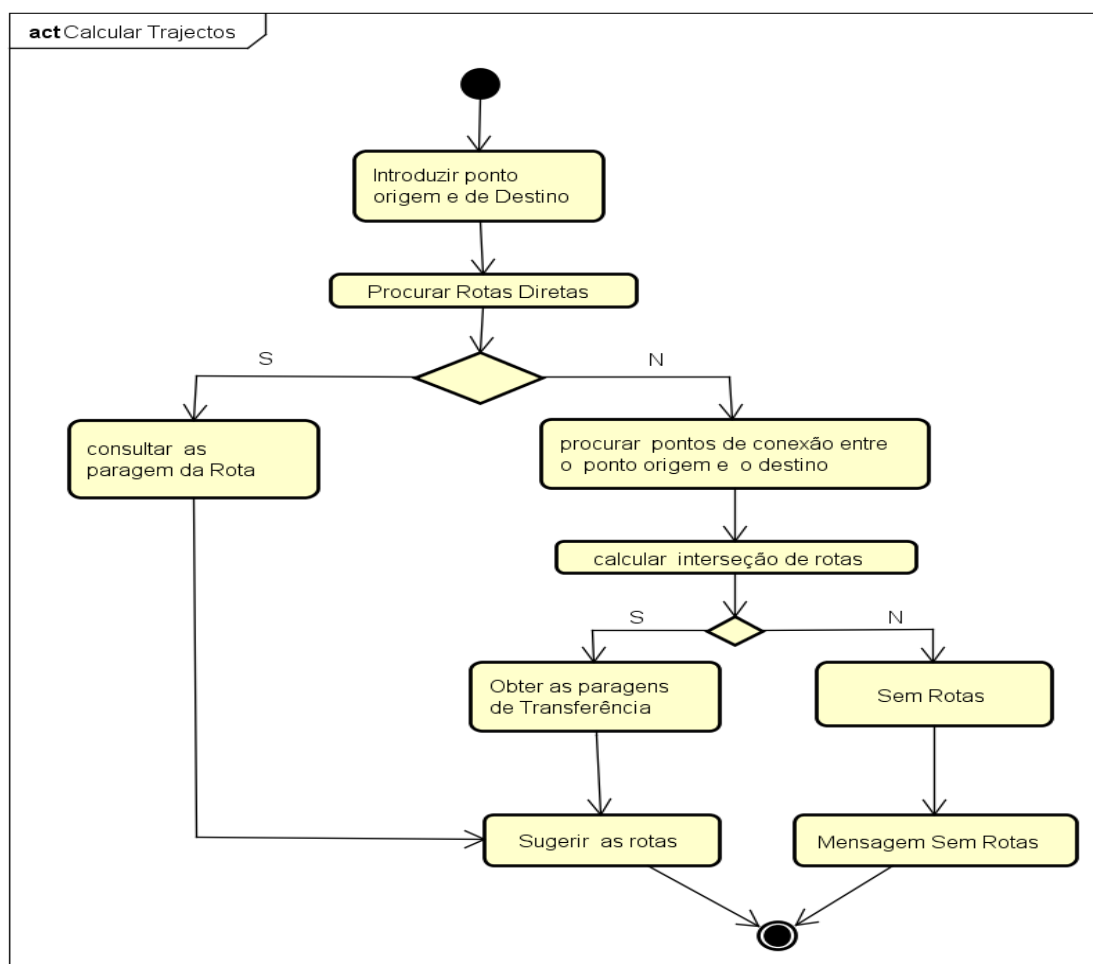 act Calcular Trajectos
Introduzir ponto
origem e de Destino
Procurar Rotas Diretas
S
N
consultar as
paragem da Rota
procurar pontos de conexão entre
o ponto origem e o destino
calcular interseção de rotas
S
N
Obter as paragens
de Transferência
Sem Rotas
Sugerir as rotas
Mensagem Sem Rotas